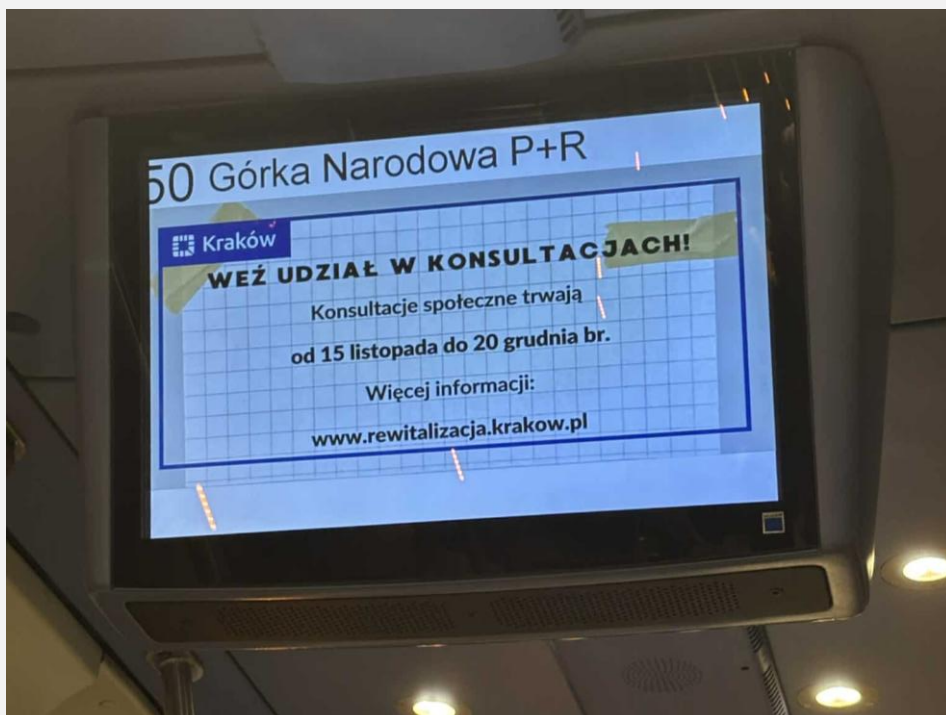 50 Górka Narodowa P+R
Kraków
WEŹ UDZIAŁ W KONSULTACJACH!
Konsultacje społeczne trwają
od 15 listopada do 20 grudnia br.
Więcej informacji:
www.rewitalizacja.krakow.pl